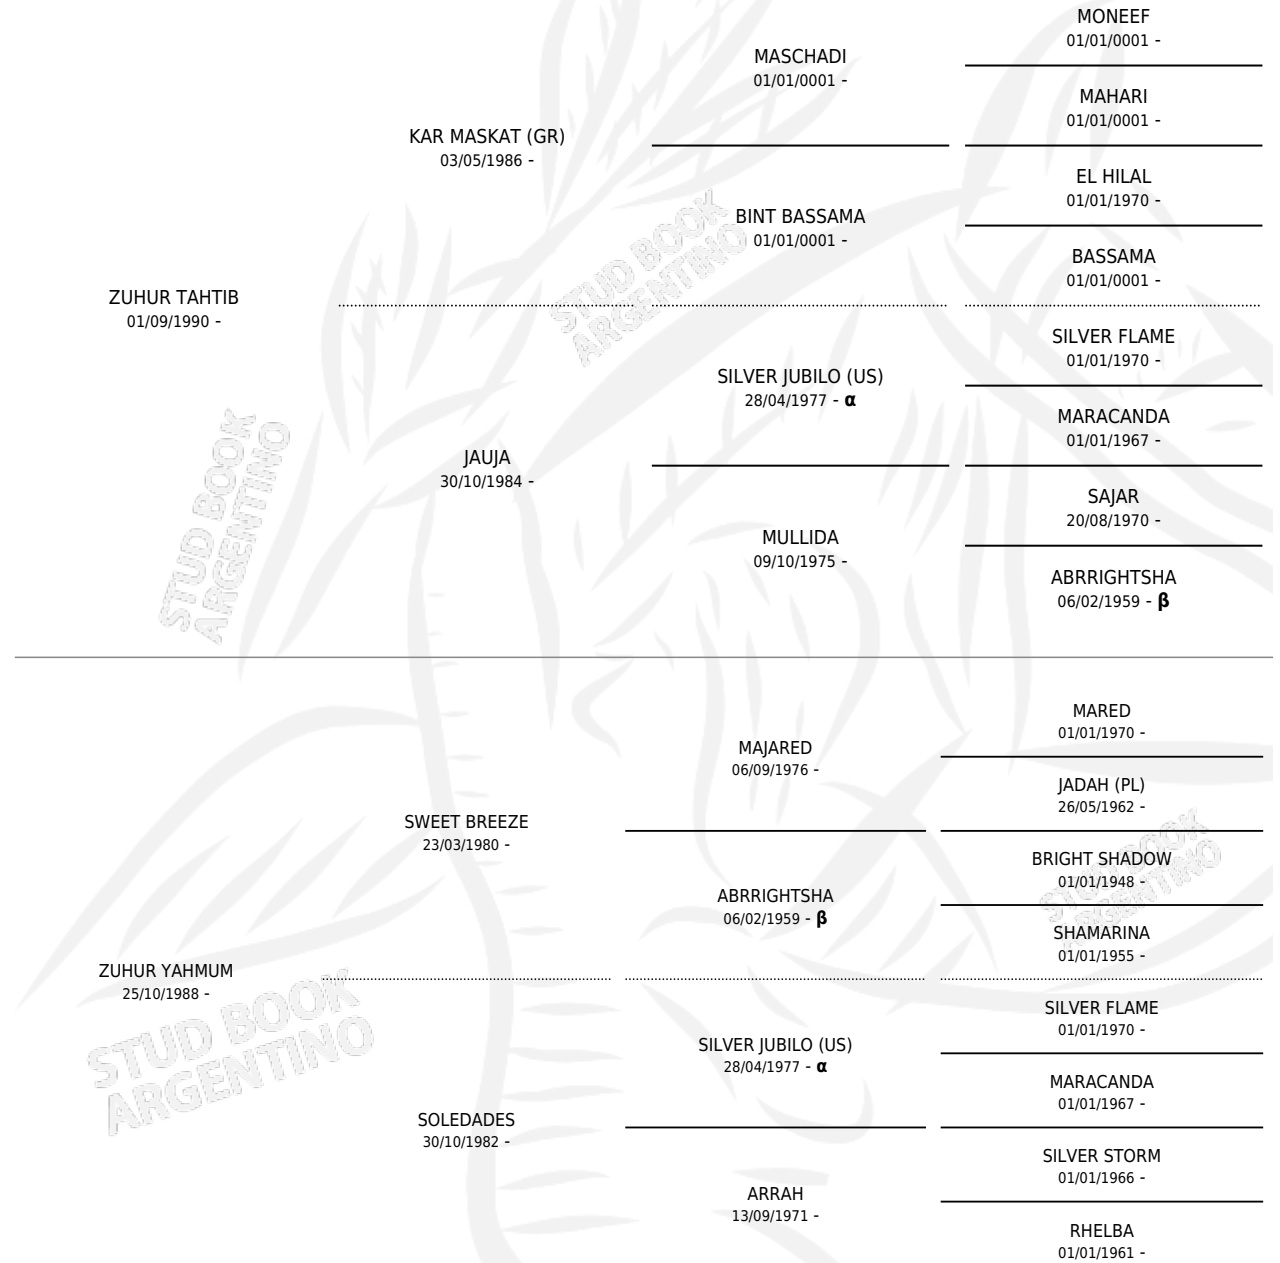 MONEEF
01/01/0001 -
MASCHADI
01/01/0001 -
MAHARI
01/01/0001 -
KAR MASKAT (GR)
03/05/1986 -
EL HILAL
01/01/1970 -
BINT BASSAMA
01/01/0001 -
BASSAMA
01/01/0001 -
ZUHUR TAHTIB
01/09/1990 -
SILVER FLAME
01/01/1970 -
SILVER JUBILO (US)
28/04/1977 - α
MARACANDA
01/01/1967 -
JAUJA
30/10/1984 -
SAJAR
20/08/1970 -
MULLIDA
09/10/1975 -
ABRRIGHTSHA
06/02/1959 - β
STUD BOOK
ARGENTINO
STUD BOOK
ARGENTINO
MARED
01/01/1970 -
MAJARED
06/09/1976 -
JADAH (PL)
26/05/1962 -
SWEET BREEZE
23/03/1980 -
BRIGHT SHADOW
01/01/1948 -
ABRRIGHTSHA
06/02/1959 - β
SHAMARINA
01/01/1955 -
ZUHUR YAHMUM
25/10/1988 -
SILVER FLAME
01/01/1970 -
SILVER JUBILO (US)
28/04/1977 - α
MARACANDA
01/01/1967 -
SOLEDADES
30/10/1982 -
SILVER STORM
01/01/1966 -
ARRAH
13/09/1971 -
RHELBA
01/01/1961 -
STUD BOOK
ARGENTINO
STUD BOOK
ARGENTINO